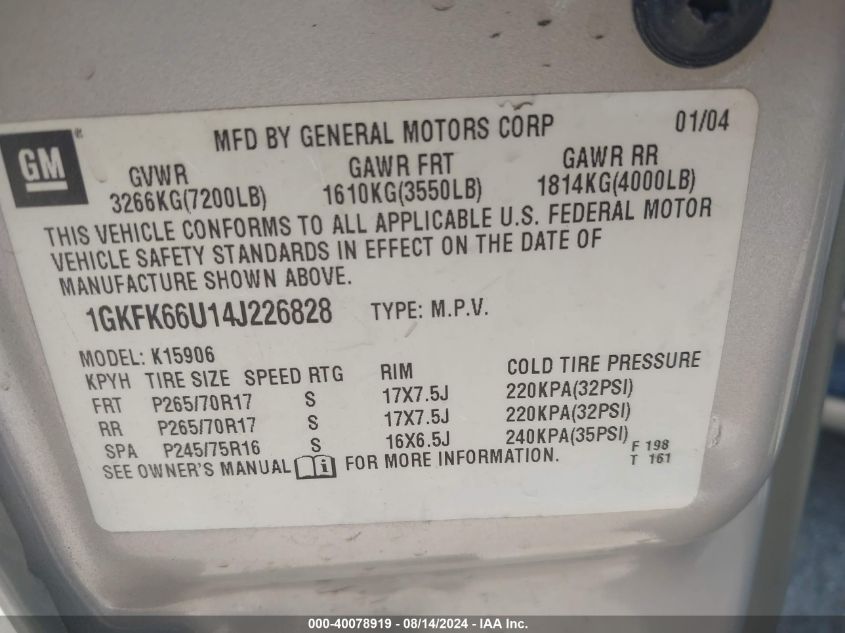 GM®
MFD BY GENERAL MOTORS CORP 01/04
GVWR GAWR FRT GAWR RR
3266KG(7200LB) 1610KG(3550LB) 1814KG(4000LB)
THIS VEHICLE CONFORMS TO ALL APPLICABLE U.S. FEDERAL MOTOR
VEHICLE SAFETY STANDARDS IN EFFECT ON THE DATE OF
MANUFACTURE SHOWN ABOVE.
1GKFK66U14J226828 TYPE: M.P.V.
MODEL: K15906
KPYH TIRE SIZE SPEED RTG RIM COLD TIRE PRESSURE
FRT P265/70R17 S 17X7.5J 220KPA(32PSI)
RR P265/70R17 S 17X7.5J 220KPA(32PSI)
SPA P245/75R16 S 16X6.5J 240KPA(35PSI)
SEE OWNER'S MANUAL i FOR MORE INFORMATION.
F 198
T 161
000-40078919 - 08/14/2024 - IAA Inc.